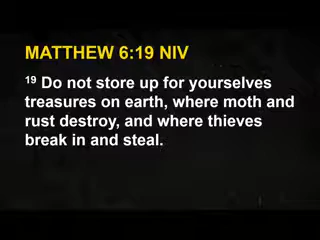 MATTHEW 6:19 NIV
19 Do not store up for yourselves
treasures on earth, where moth and
rust destroy, and where thieves
break in and steal.